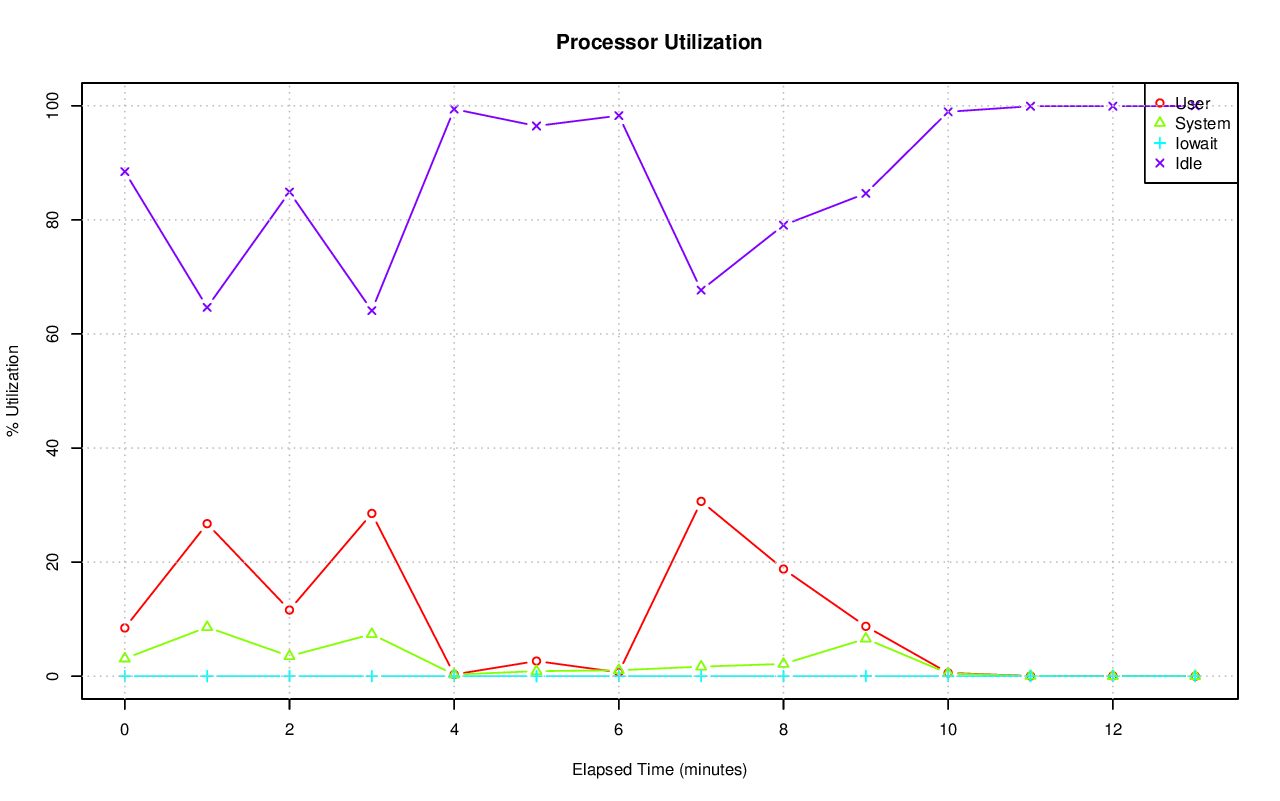 Processor Utilization
% Utilization
100
80
60
40
20
0
User
System
Iowait
Idle
0 2 4 6 8 10 12
Elapsed Time (minutes)